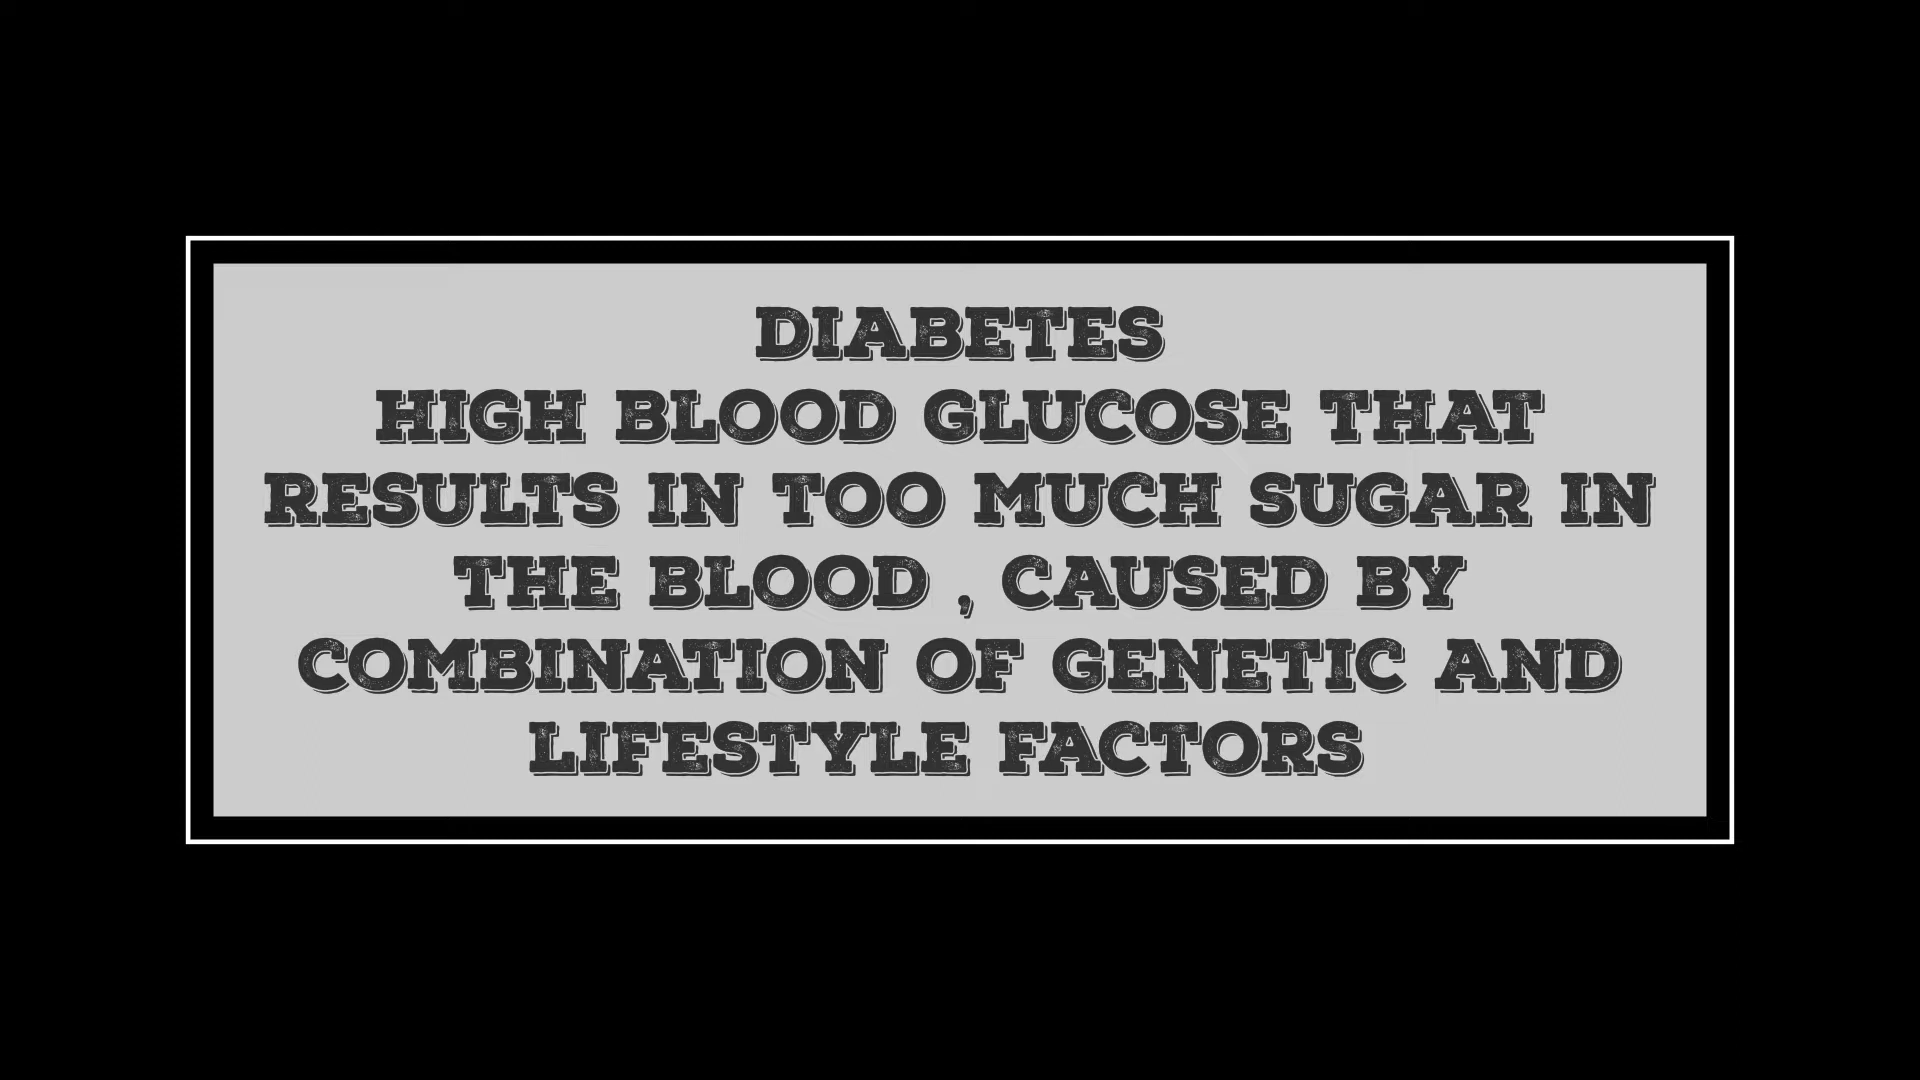 DIABETES
HIGH BLOOD GLUCOSE THAT
RESULTS IN TOO MUCH SUGAR IN
THE BLOOD , CAUSED BY
COMBINATION OF GENETIC AND
LIFESTYLE FACTORS